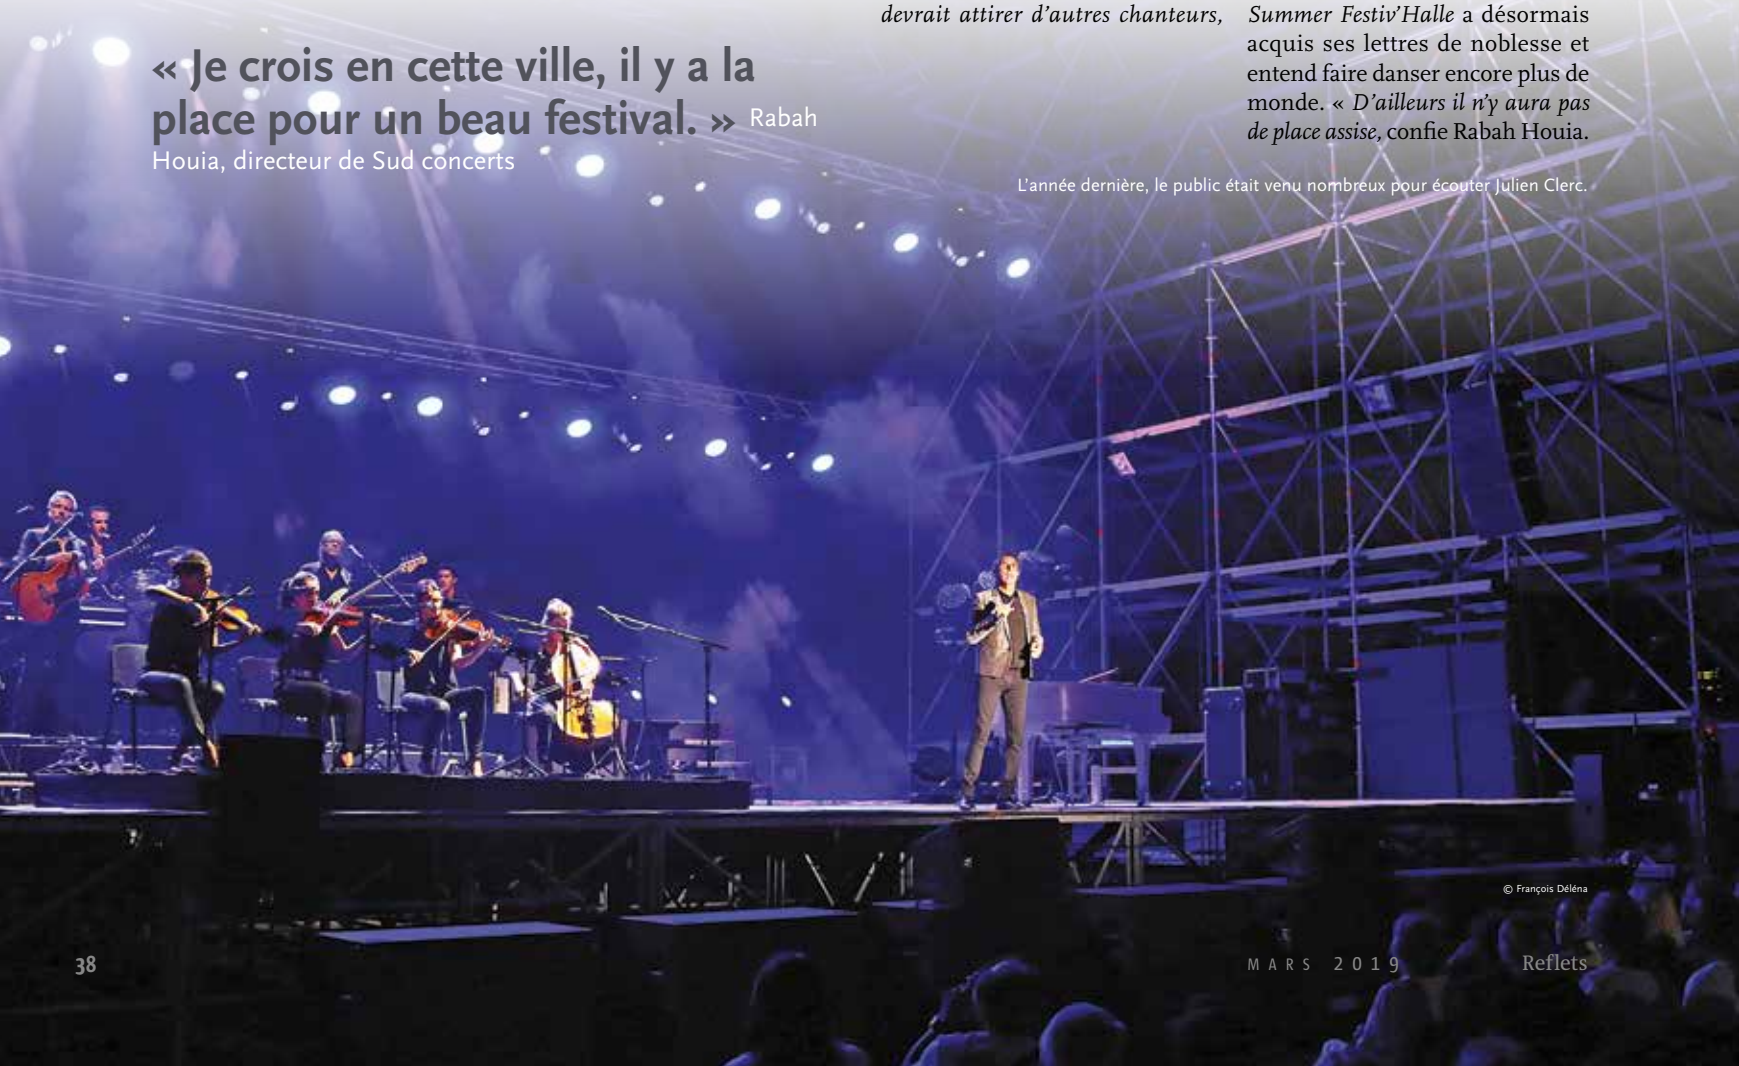 devrait attirer d’autres chanteurs,
Summer Festiv’Halle a désormais
acquis ses lettres de noblesse et
entend faire danser encore plus de
monde. « D’ailleurs il n’y aura pas
de place assise, confie Rabah Houia.
« Je crois en cette ville, il y a la
place pour un beau festival. » Rabah
Houia, directeur de Sud concerts
L’année dernière, le public était venu nombreux pour écouter Julien Clerc.
© François Déléna
38
MARS 2019
Reflets